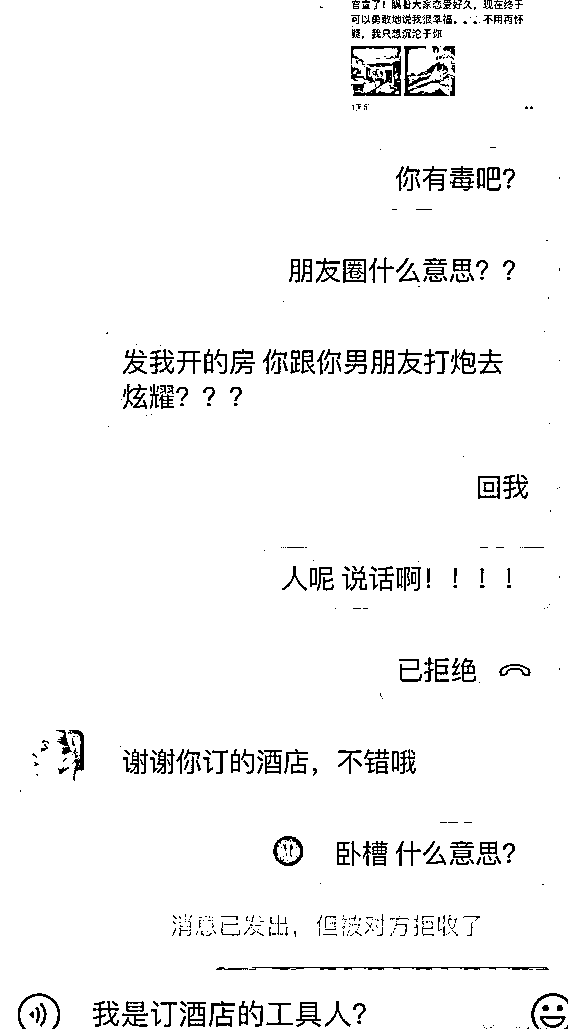 官宣了！瞒着大家恋爱好久，现在终于
可以勇敢地说我很幸福。。。不用再怀
疑，我只想沉沦于你
你有毒吧？
朋友圈什么意思？？
发我开的房 你跟你男朋友打炮去
炫耀？？？
回我
人呢 说话啊！！！！
已拒绝
谢谢你订的酒店，不错哦
卧槽 什么意思？
消息已发出，但被对方拒收了
我是订酒店的工具人？